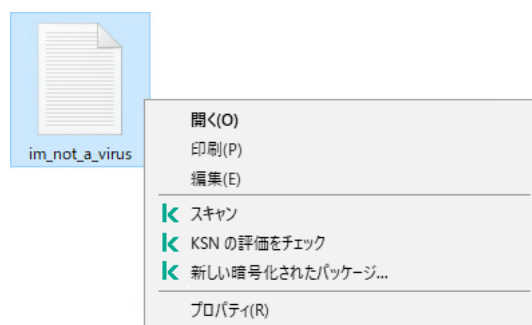 im_not_a_virus
開く(O)
印刷(P)
編集(E)
スキャン
KSN の評価をチェック
新しい暗号化されたパッケージ...
プロパティ(R)